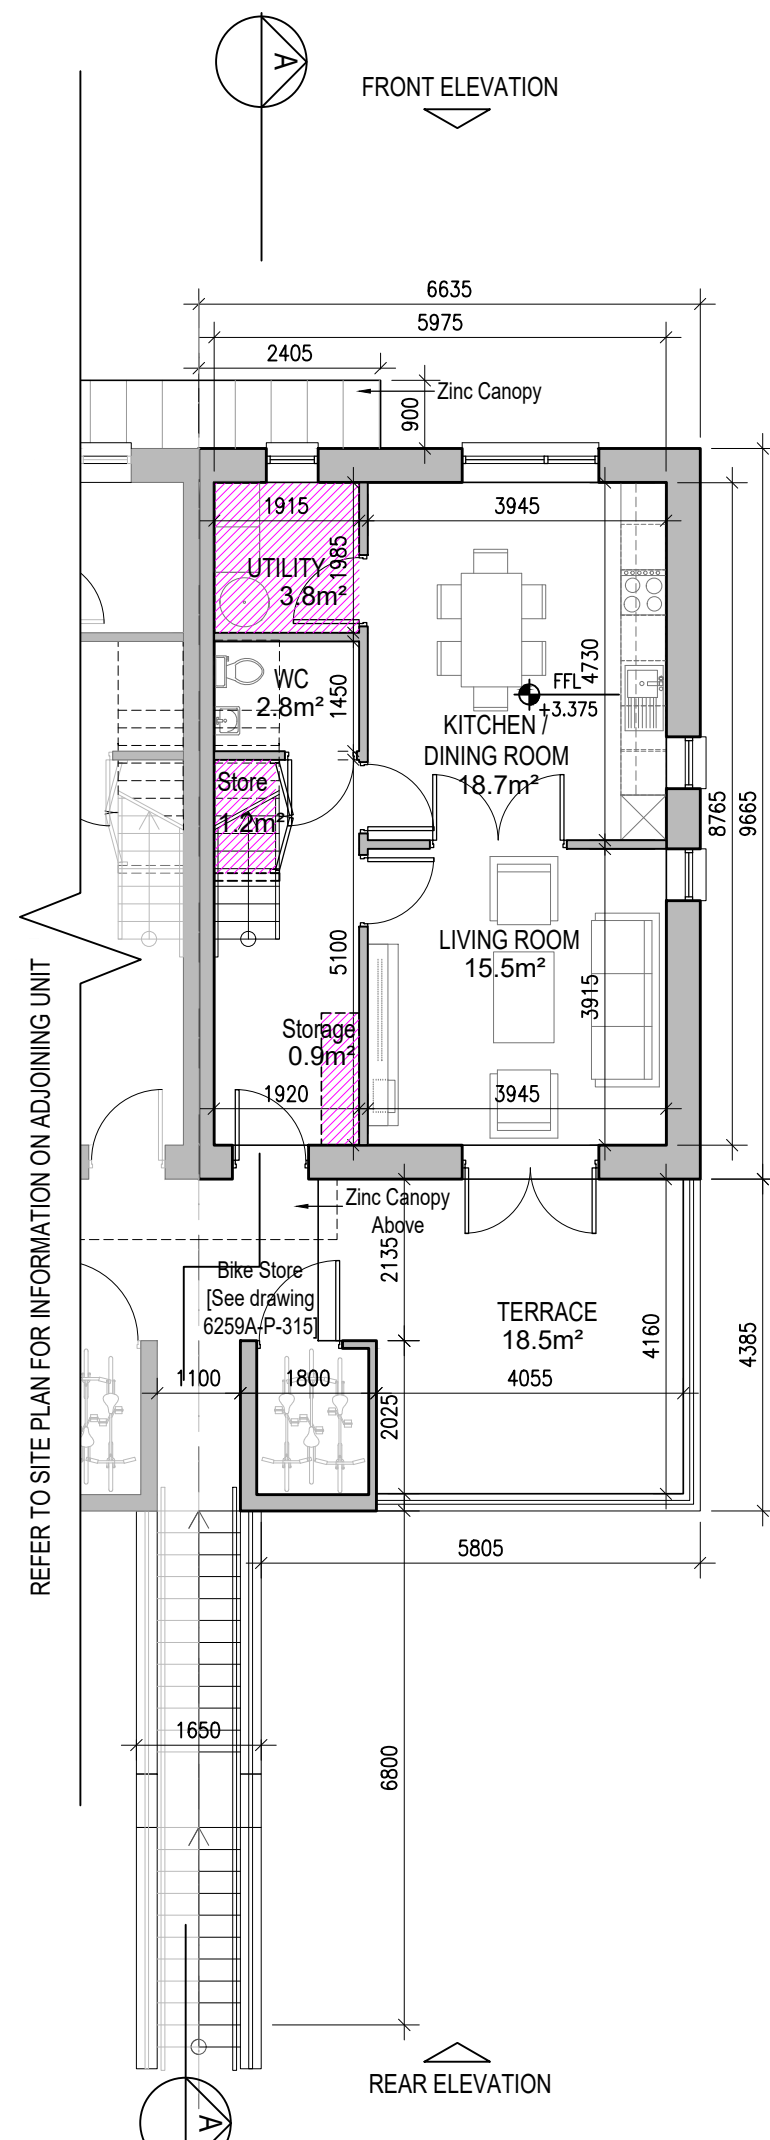 A
FRONT ELEVATION
6635
5975
2405
Zinc Canopy
900
1915
3945
1985
UTILITY
3.8m²
4730
FFL
+3.375
WC
2.8m²
1450
KITCHEN /
DINING ROOM
18.7m²
Store
1.2m²
8765
9665
5100
LIVING ROOM
15.5m²
3915
Storage
0.9m²
1920
3945
REFER TO SITE PLAN FOR INFORMATION ON ADJOINING UNIT
Zinc Canopy
Above
2135
Bike Store
[See drawing
6259A-P-315]
TERRACE
18.5m²
4160
4385
1100
1800
4055
2025
5805
1650
6800
REAR ELEVATION
A